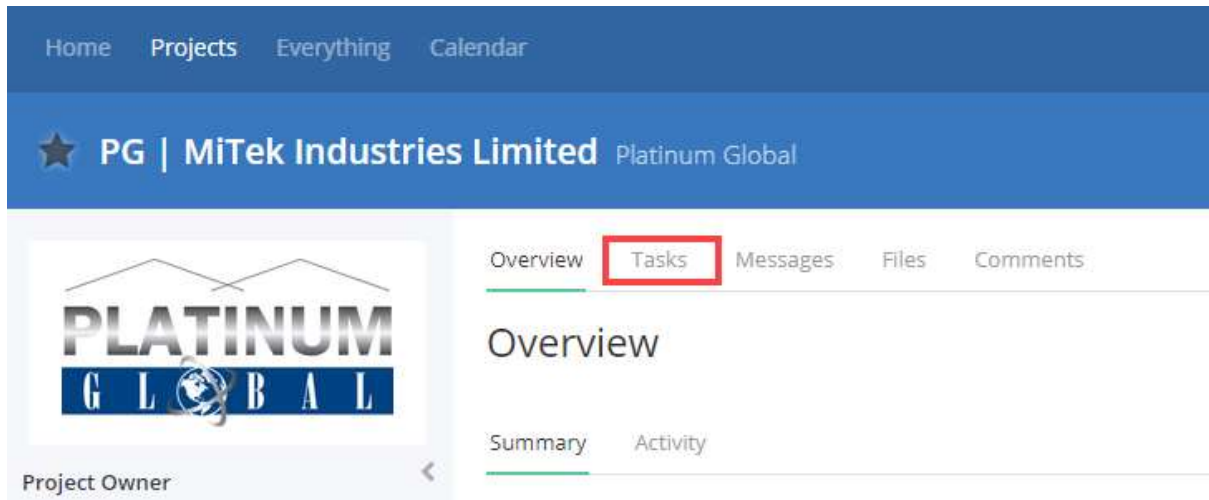 Home Projects Everything Calendar
PG | MiTek Industries Limited Platinum Global
PLATINUM
GLOBAL
Project Owner
Overview Tasks Messages Files Comments
Overview
Summary Activity